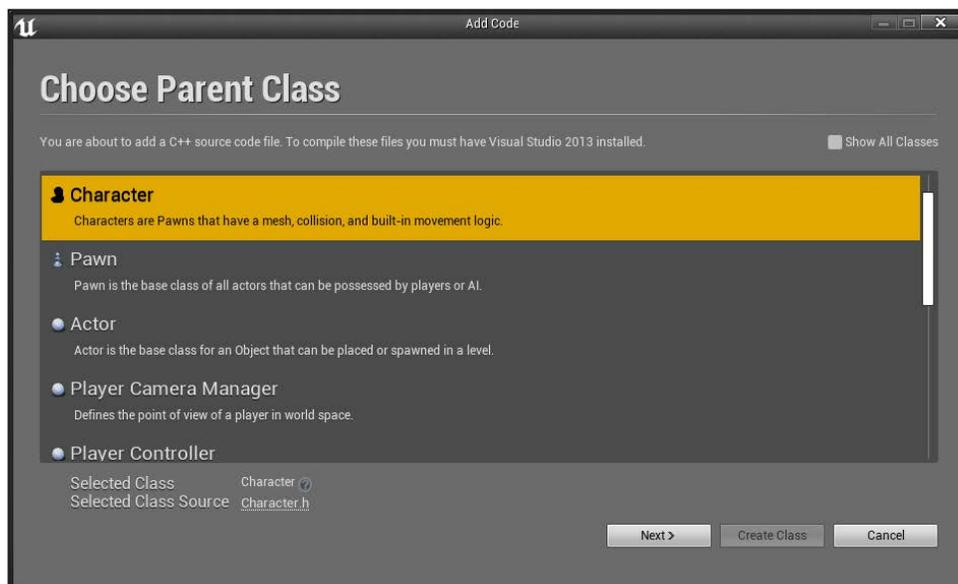 Add Code
Choose Parent Class
You are about to add a C++ source code file. To compile these files you must have Visual Studio 2013 installed.
Show All Classes
Character
Characters are Pawns that have a mesh, collision, and built-in movement logic.
Pawn
Pawn is the base class of all actors that can be possessed by players or AI.
Actor
Actor is the base class for an Object that can be placed or spawned in a level.
Player Camera Manager
Defines the point of view of a player in world space.
Player Controller
Selected Class Character ?
Selected Class Source Character.h
Next > Create Class Cancel